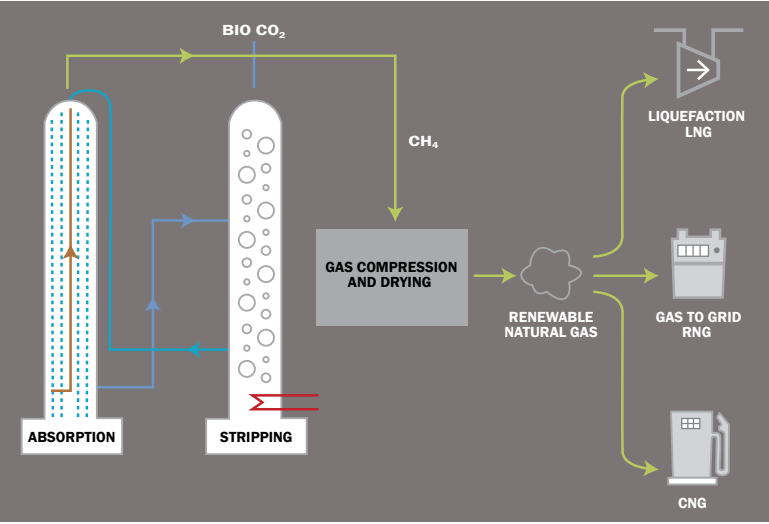 BIO CO₂
CH₄
LIQUEFACTION
LNG
GAS COMPRESSION
AND DRYING
RENEWABLE
NATURAL GAS
GAS TO GRID
RNG
ABSORPTION
STRIPPING
CNG